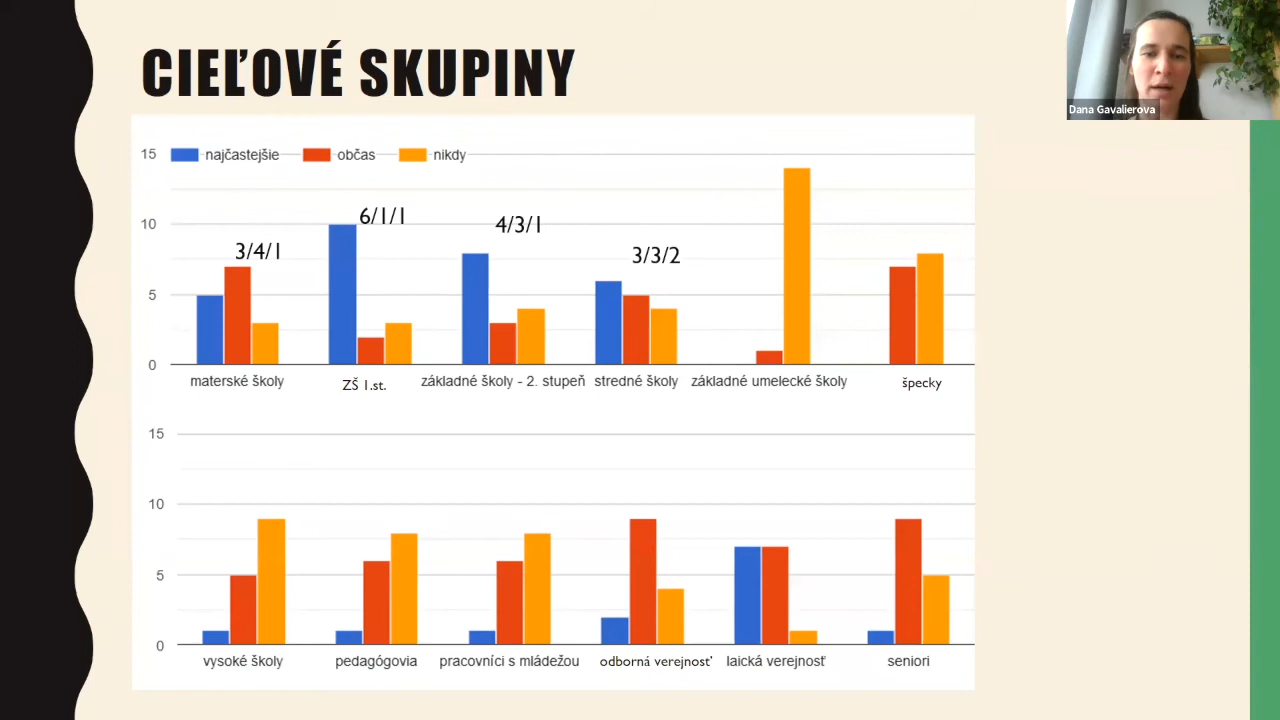 CIEĽOVÉ SKUPINY
Dana Gavalierova
15 najčastejšie občas nikdy
10 3/4/1 6/1/1 4/3/1 3/3/2
5
0
materské školy ZŠ 1.st. základné školy - 2. stupeň stredné školy základné umelecké školy špecky
15
10
5
0
vysoké školy pedagógovia pracovníci s mládežou odborná verejnosť laická verejnosť seniori